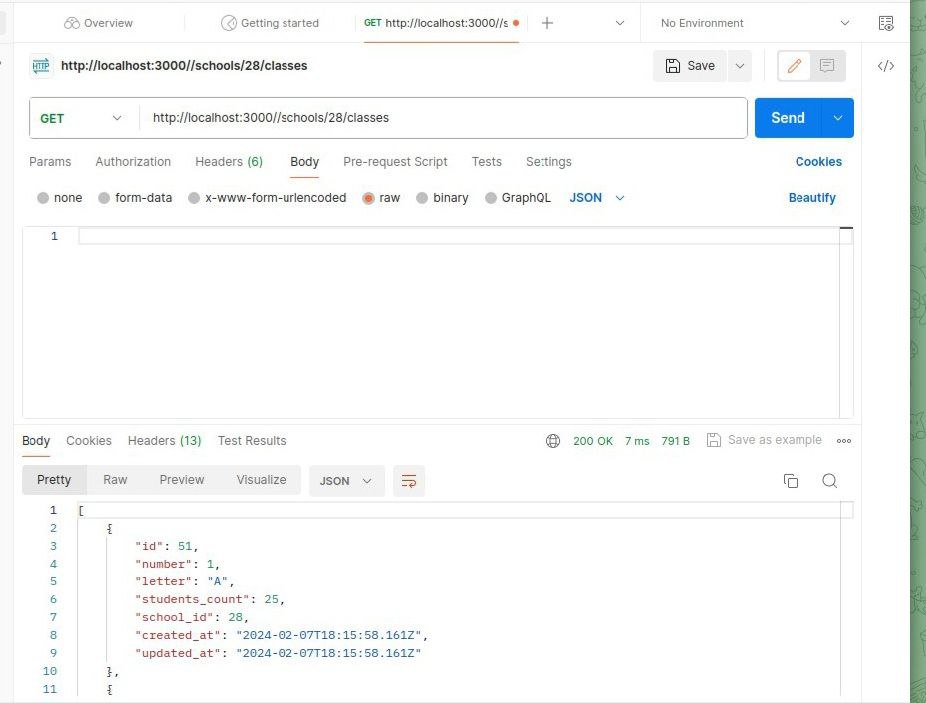 Overview
Getting started
GET http://localhost:3000//s
No Environment
HTTP http://localhost:3000//schools/28/classes
Save
GET http://localhost:3000//schools/28/classes
Send
Params Authorization Headers (6) Body Pre-request Script Tests Settings Cookies
none form-data x-www-form-urlencoded raw binary GraphQL JSON Beautify
1
Body Cookies Headers (13) Test Results 200 OK 7 ms 791 B Save as example
Pretty Raw Preview Visualize JSON
1 [
2 {
3 "id": 51,
4 "number": 1,
5 "letter": "A",
6 "students_count": 25,
7 "school_id": 28,
8 "created_at": "2024-02-07T18:15:58.161Z",
9 "updated_at": "2024-02-07T18:15:58.161Z"
10 },
11 {